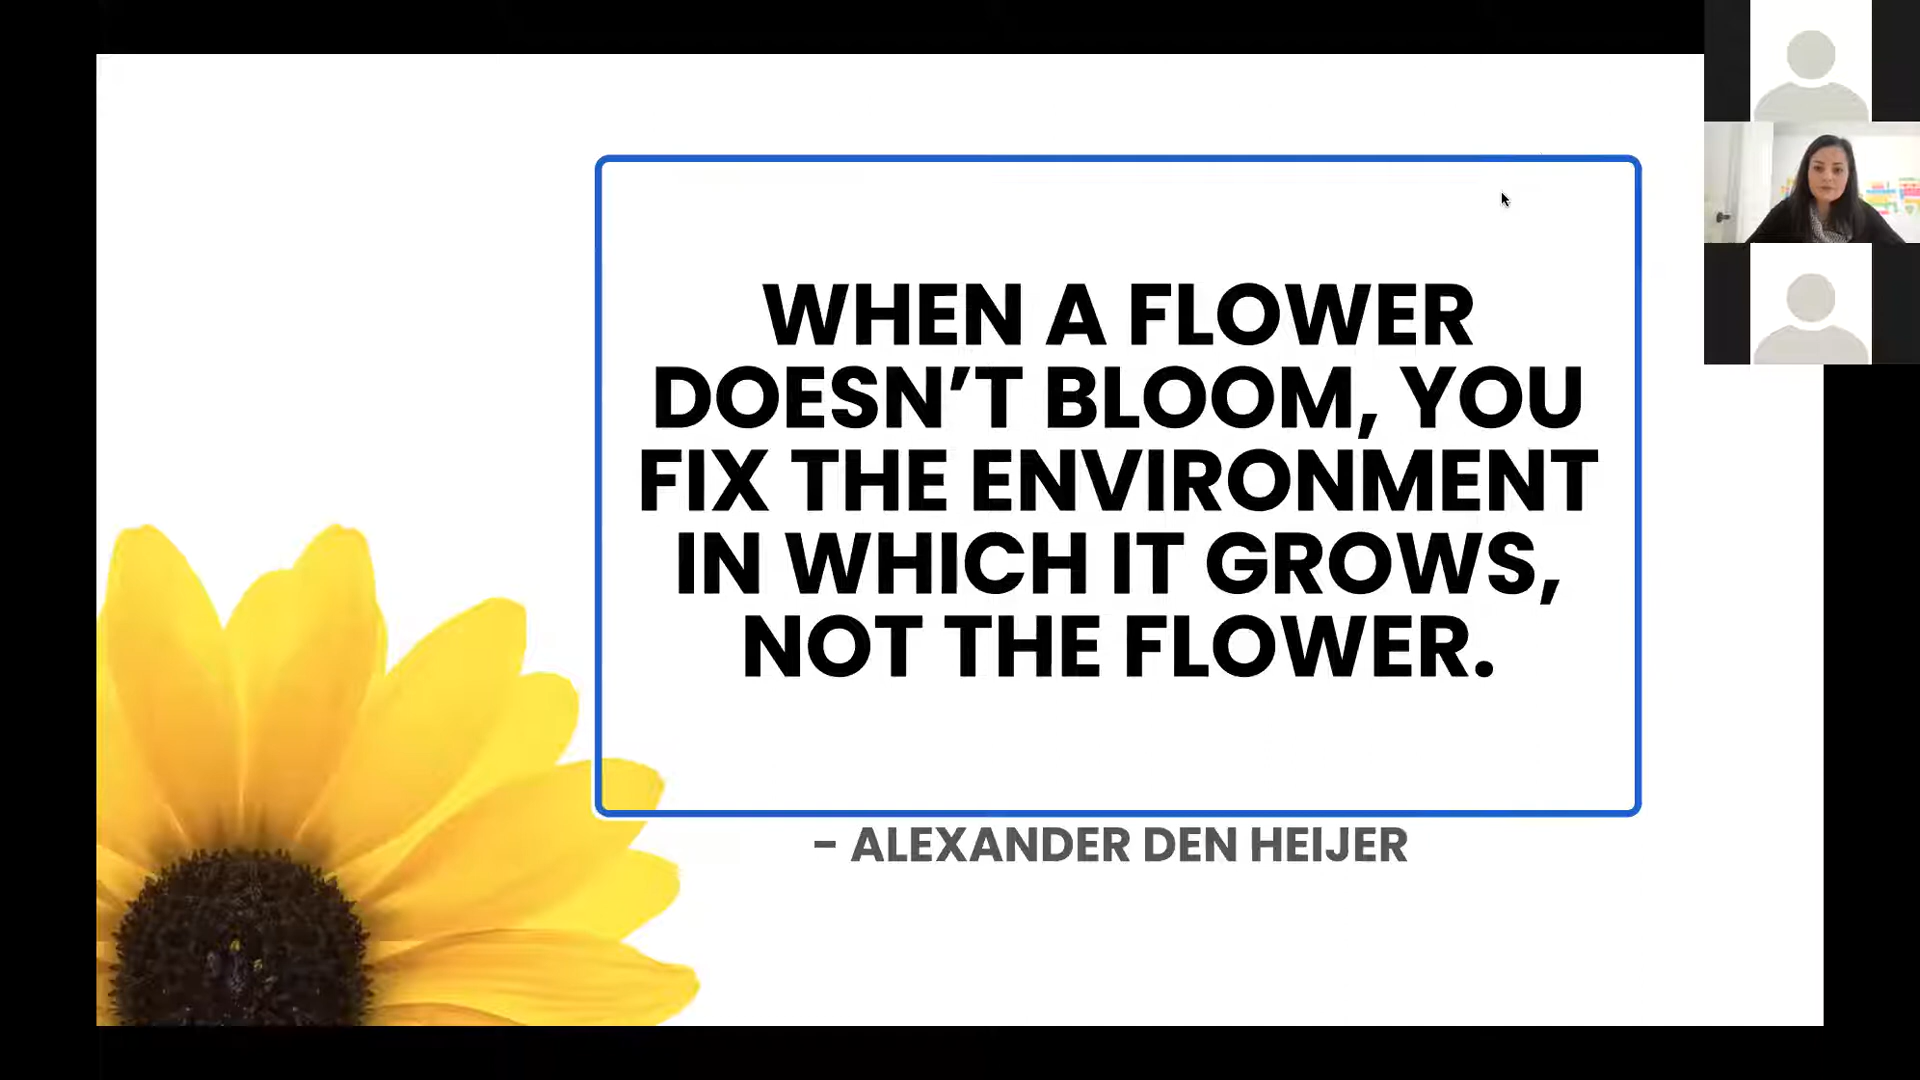 WHEN A FLOWER
DOESN’T BLOOM, YOU
FIX THE ENVIRONMENT
IN WHICH IT GROWS,
NOT THE FLOWER.
– ALEXANDER DEN HEIJER